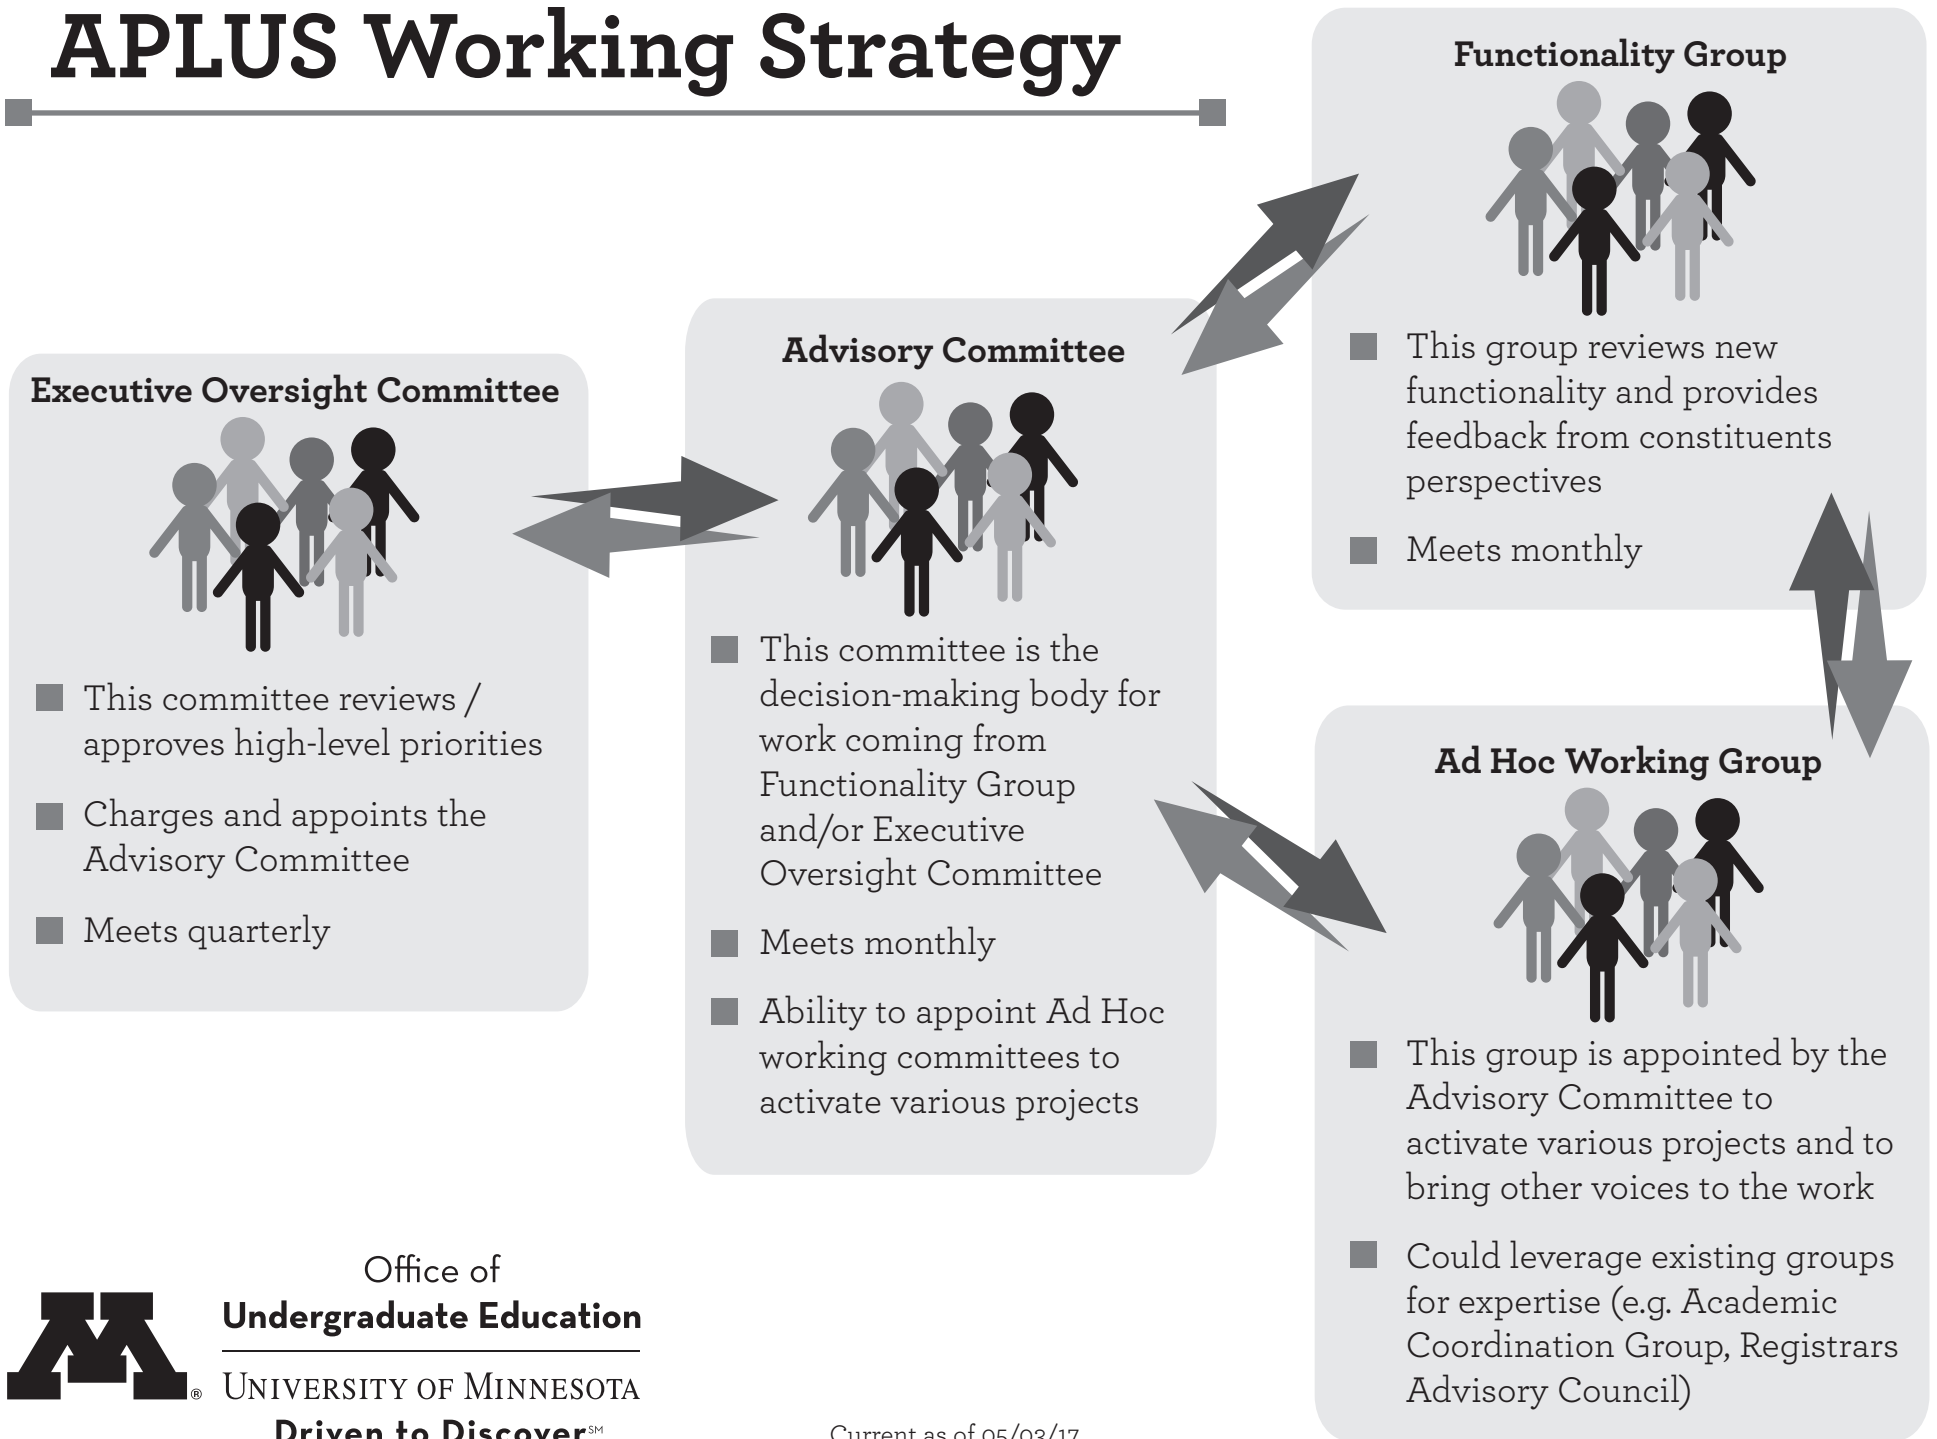 APLUS Working Strategy
Executive Oversight Committee
This committee reviews /
approves high-level priorities
Charges and appoints the
Advisory Committee
Meets quarterly
Advisory Committee
This committee is the
decision-making body for
work coming from
Functionality Group
and/or Executive
Oversight Committee
Meets monthly
Ability to appoint Ad Hoc
working committees to
activate various projects
Functionality Group
This group reviews new
functionality and provides
feedback from constituents
perspectives
Meets monthly
Ad Hoc Working Group
This group is appointed by the
Advisory Committee to
activate various projects and to
bring other voices to the work
Could leverage existing groups
for expertise (e.g. Academic
Coordination Group, Registrars
Advisory Council)
M®
Office of
Undergraduate Education
UNIVERSITY OF MINNESOTA
Driven to Discover℠
Current as of 05/03/17